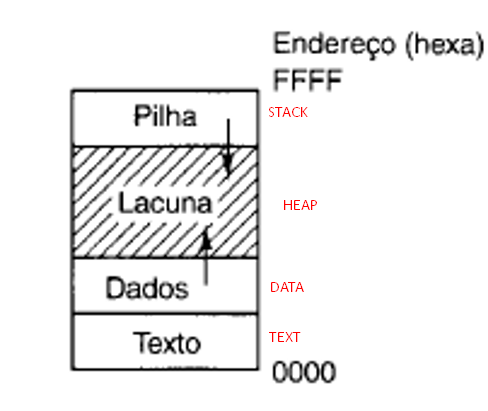 Endereço (hexa)
FFFF
Pilha
STACK
Lacuna
HEAP
Dados
DATA
Texto
TEXT
0000